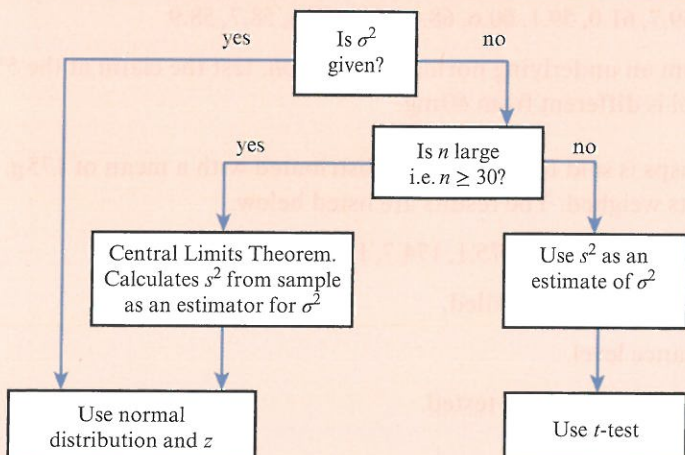 yes
Is σ² given?
no
yes
Is n large
i.e. n ≥ 30?
no
Central Limits Theorem.
Calculates s² from sample
as an estimator for σ²
Use s² as an
estimate of σ²
Use normal
distribution and z
Use t-test